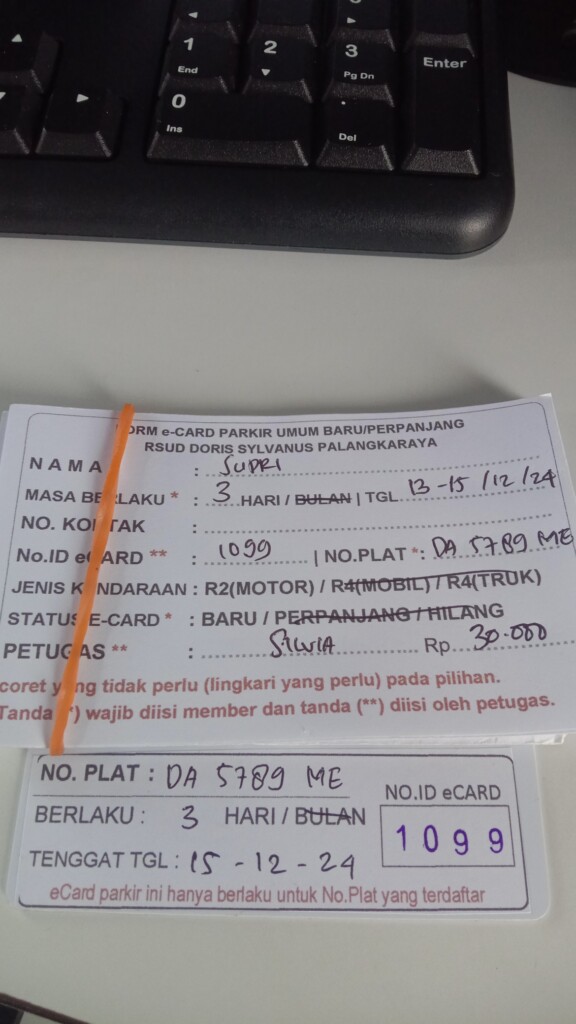 1 2 3 Enter
End Pg Dn
0 .
Ins Del
FORM e-CARD PARKIR UMUM BARU/PERPANJANG
RSUD DORIS SYLVANUS PALANGKARAYA
NAMA : SUPRI
MASA BERLAKU * : 3 HARI / BULAN | TGL. 13-15/12/24
NO. KONTAK :
No.ID eCARD ** : 1099 | NO.PLAT *: DA 5789 ME
JENIS KENDARAAN : R2(MOTOR) / R4(MOBIL) / R4(TRUK)
STATUS E-CARD * : BARU / PERPANJANG / HILANG
PETUGAS ** : SILVIA Rp. 30.000
coret yang tidak perlu (lingkari yang perlu) pada pilihan.
Tanda (*) wajib diisi member dan tanda (**) diisi oleh petugas.
NO. PLAT : DA 5789 ME
NO.ID eCARD
BERLAKU : 3 HARI / BULAN
1099
TENGGAT TGL : 15-12-24
eCard parkir ini hanya berlaku untuk No.Plat yang terdaftar